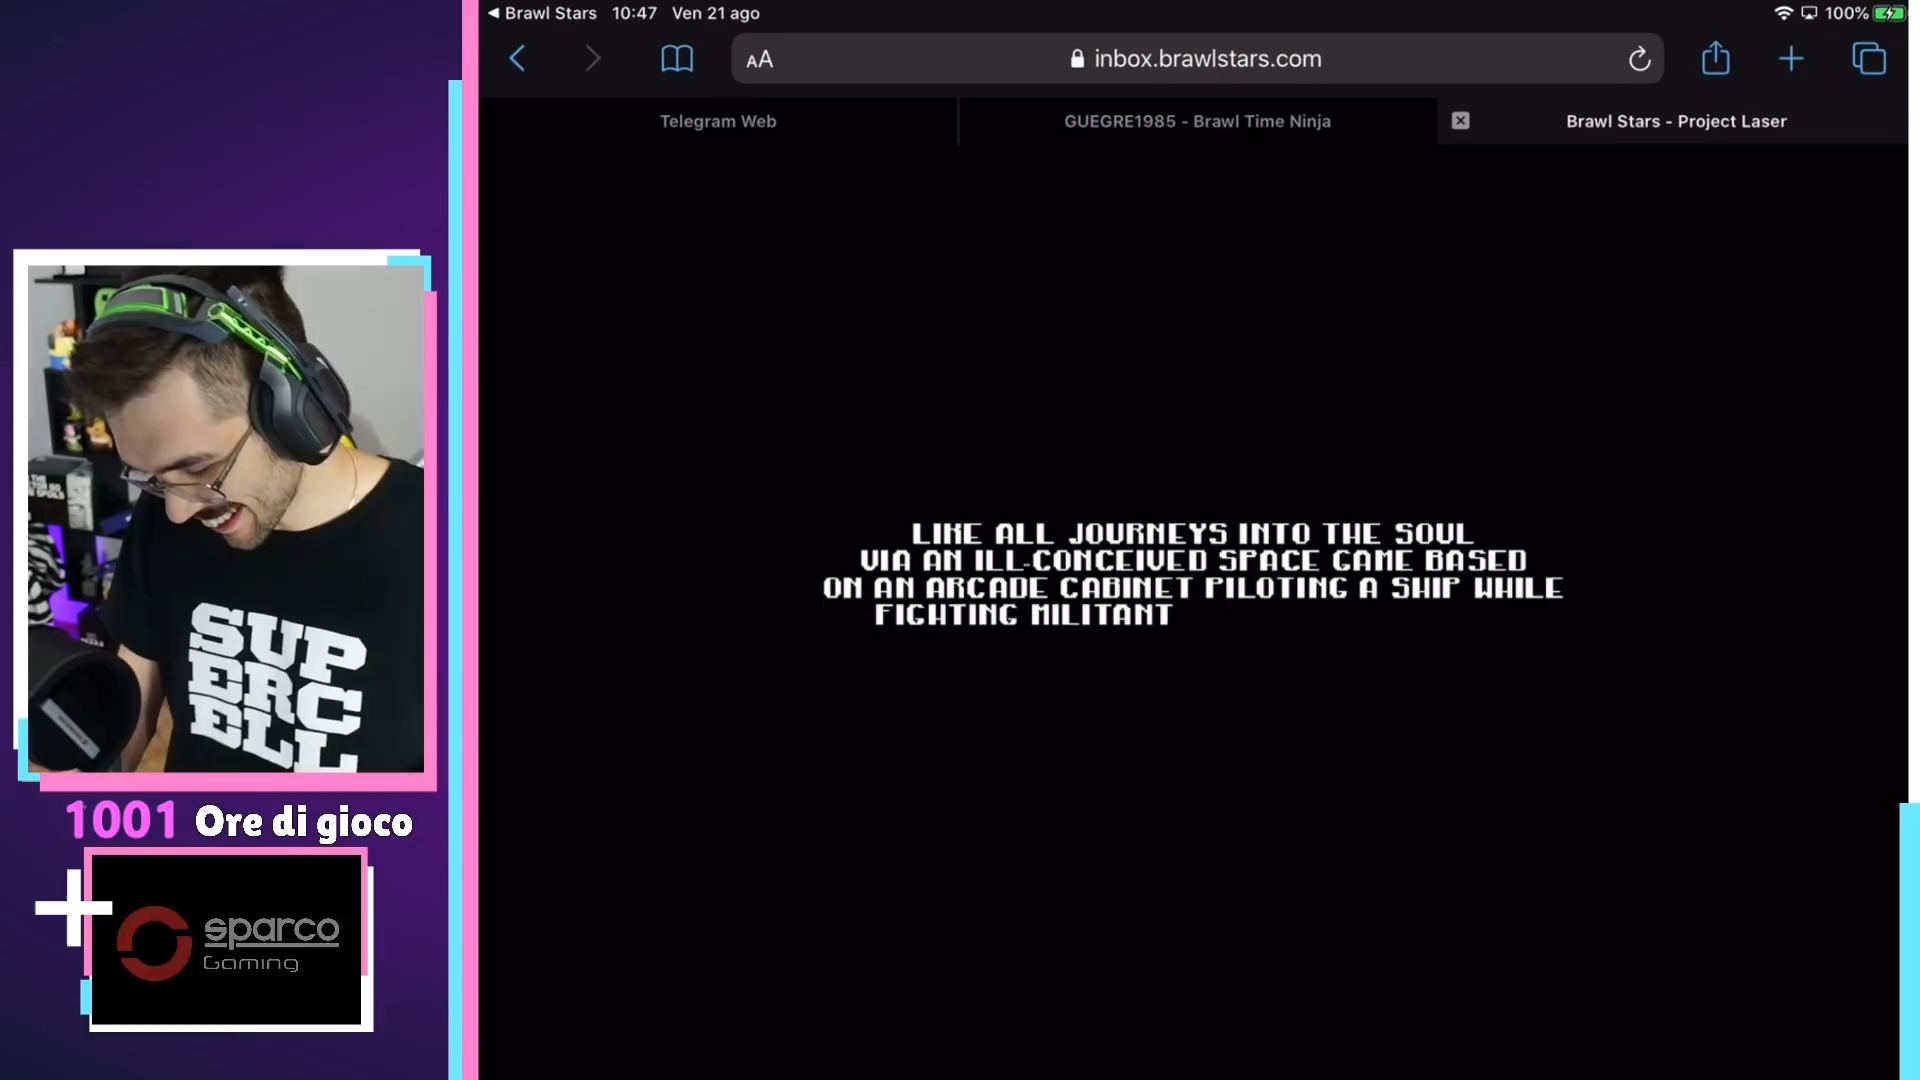 Brawl Stars 10:47 Ven 21 ago 100%
AA inbox.brawlstars.com
Telegram Web
GUEGRE1985 - Brawl Time Ninja
Brawl Stars - Project Laser
LIKE ALL JOURNEYS INTO THE SOUL
VIA AN ILL-CONCEIVED SPACE GAME BASED
ON AN ARCADE CABINET PILOTING A SHIP WHILE
FIGHTING MILITANT
SUP
ERC
ELL
1001 Ore di gioco
sparco
Gaming